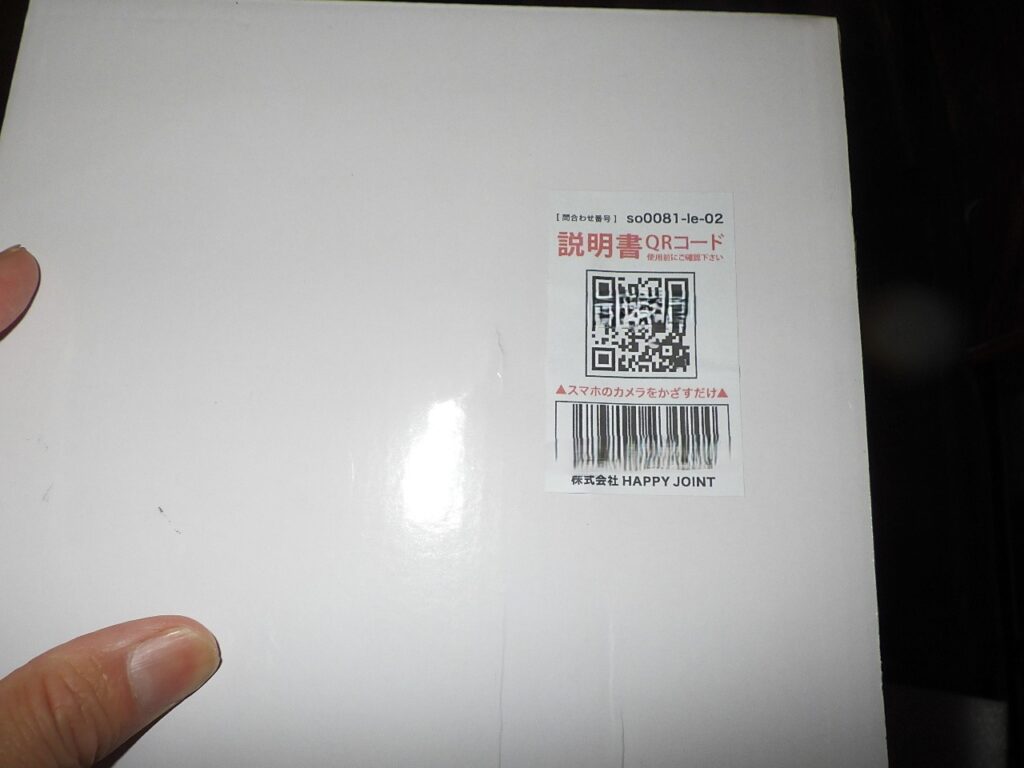 [問合わせ番号] so0081-le-02
説明書QRコード
使用前にご確認下さい
▲スマホのカメラをかざすだけ▲
株式会社 HAPPY JOINT